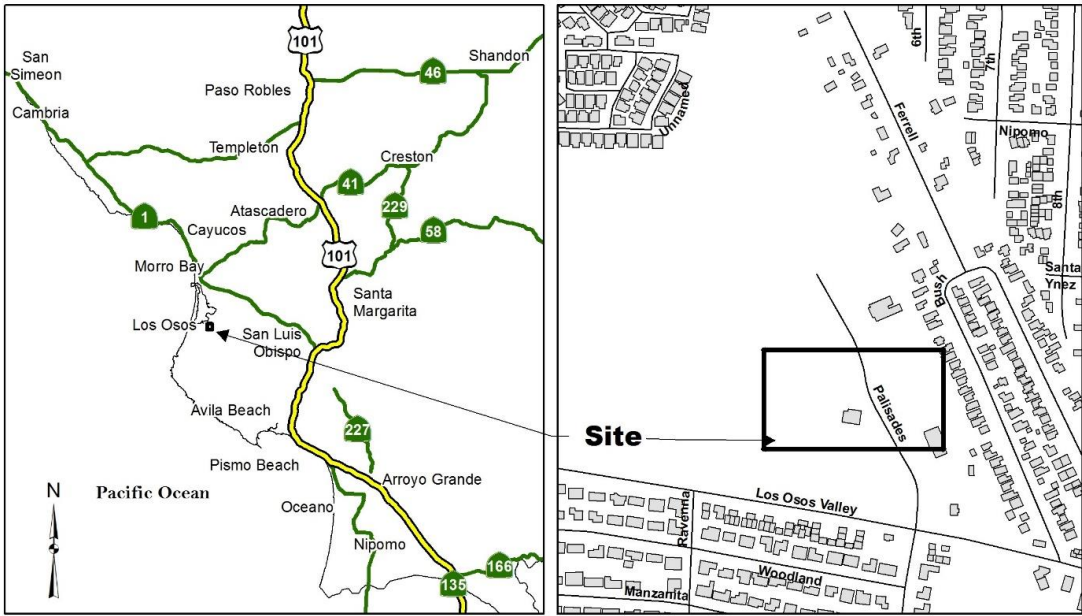 101
Shandon
San
Simeon
46
Paso Robles
Cambria
Templeton
Creston
41
229
Atascadero
1
Cayucos
58
101
Morro Bay
Santa
Margarita
Los Osos
San Luis
Obispo
Avila Beach
227
Pismo Beach
Arroyo Grande
N
Pacific Ocean
Oceano
Nipomo
166
135
Site
6th
7th
Unnamed
Ferrell
Nipomo
8th
Santa
Ynez
Bush
Palisades
Los Osos Valley
Ravenna
Woodland
Manzanita